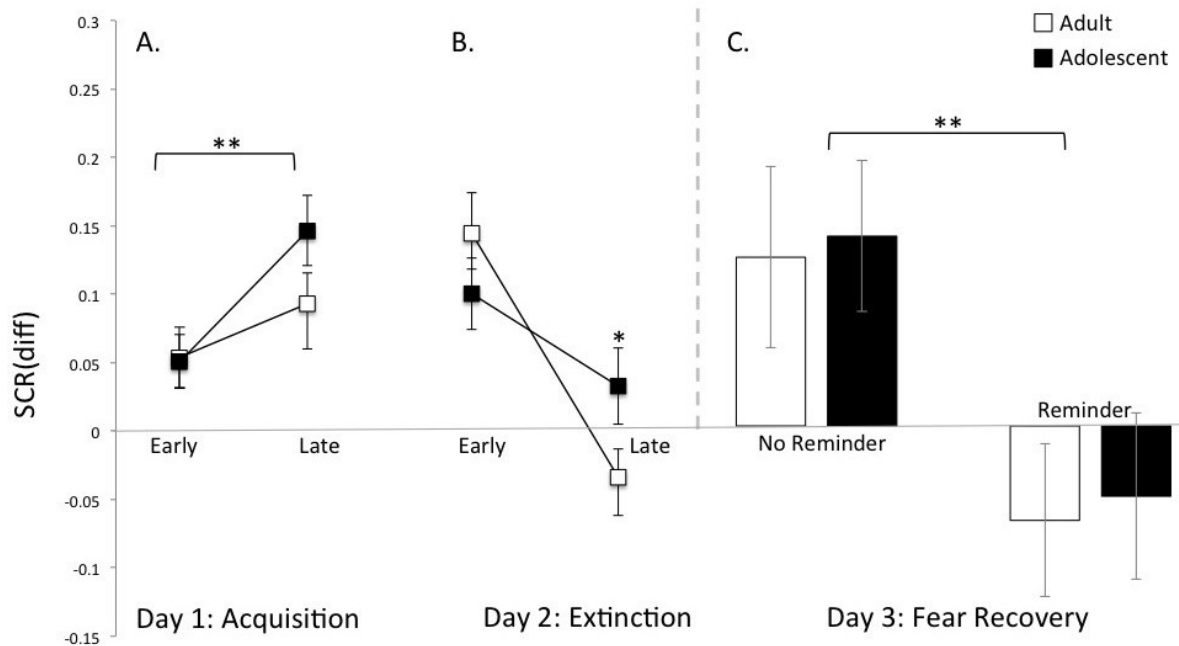 0.3
0.25
0.2
0.15
0.1
0.05
0
-0.05
-0.1
-0.15
SCR(diff)
A.
**
Early
Late
Day 1: Acquisition
B.
*
Early
Late
Day 2: Extinction
C.
Adult
Adolescent
**
No Reminder
Reminder
Day 3: Fear Recovery